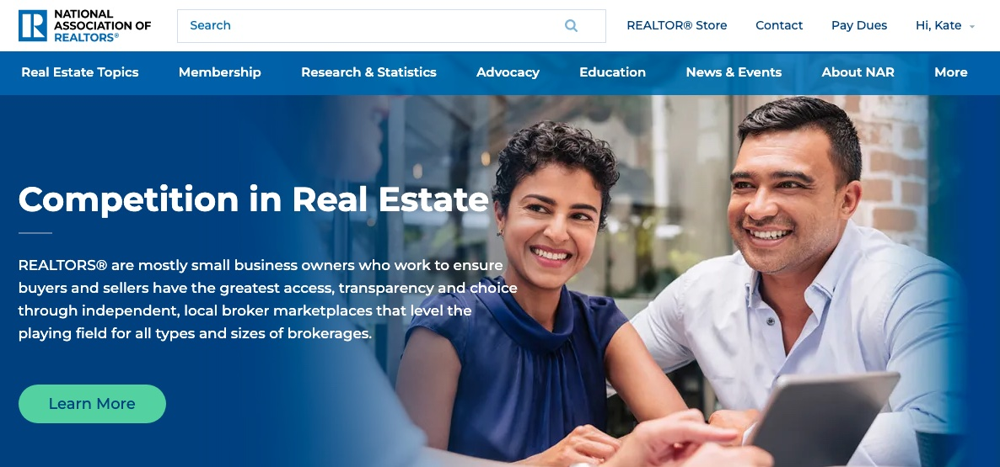 NATIONAL
ASSOCIATION OF
REALTORS®
Search
REALTOR® Store Contact Pay Dues Hi, Kate
Real Estate Topics Membership Research & Statistics Advocacy Education News & Events About NAR More
Competition in Real Estate
REALTORS® are mostly small business owners who work to ensure
buyers and sellers have the greatest access, transparency and choice
through independent, local broker marketplaces that level the
playing field for all types and sizes of brokerages.
Learn More